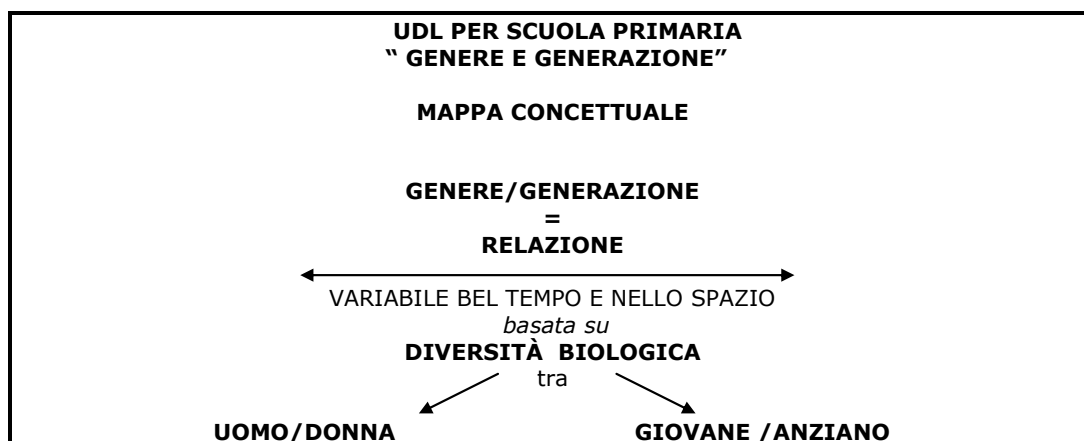 UDL PER SCUOLA PRIMARIA
“ GENERE E GENERAZIONE”
MAPPA CONCETTUALE
GENERE/GENERAZIONE
=
RELAZIONE
VARIABILE BEL TEMPO E NELLO SPAZIO
basata su
DIVERSITÀ BIOLOGICA
tra
UOMO/DONNA GIOVANE /ANZIANO